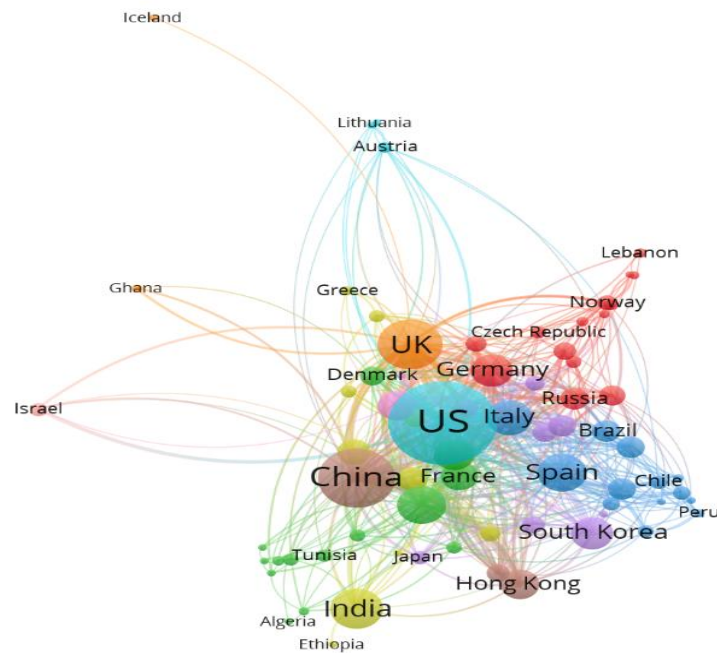 Iceland
Lithuania
Austria
Lebanon
Ghana
Greece
Norway
Czech Republic
UK
Denmark
Germany
Russia
Israel
US
Italy
Brazil
China
France
Spain
Chile
Peru
South Korea
Tunisia
Japan
Hong Kong
India
Algeria
Ethiopia